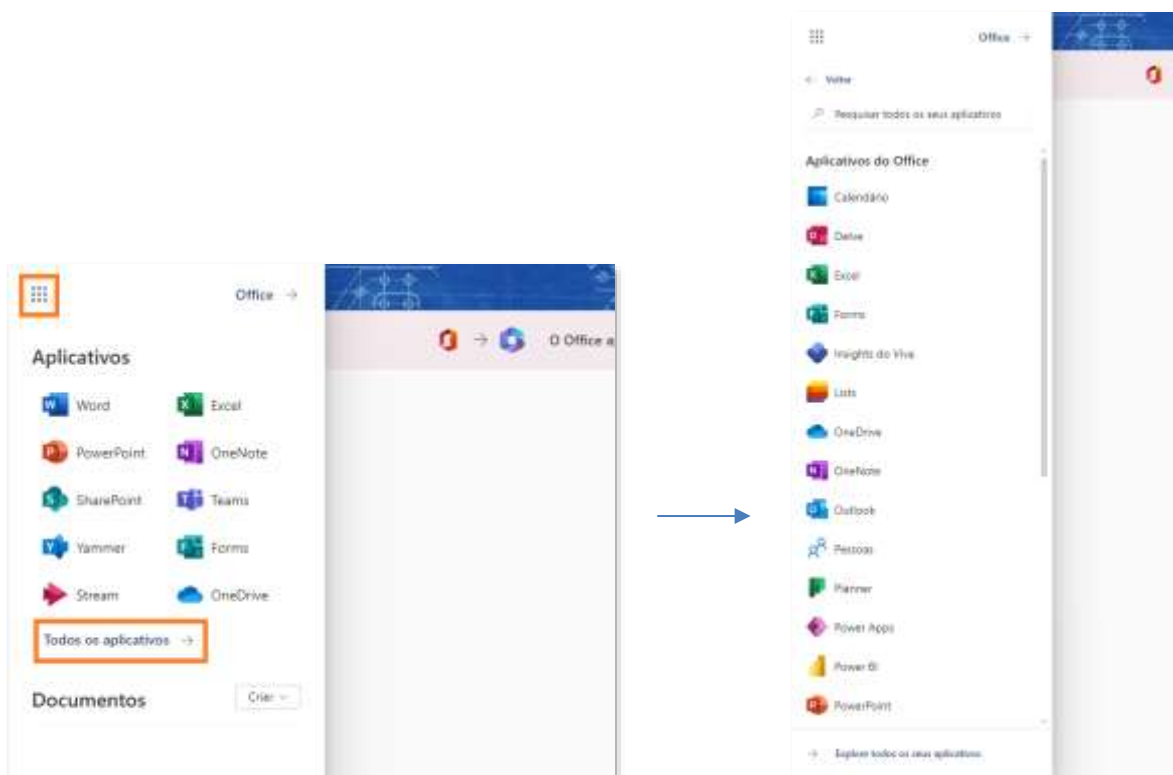 Office →
Aplicativos
Word
Excel
PowerPoint
OneNote
SharePoint
Teams
Yammer
Forms
Stream
OneDrive
Todos os aplicativos →
Documentos
Criar
O Office a
Office →
← Voltar
Pesquisar todos os seus aplicativos
Aplicativos do Office
Calendário
Delve
Excel
Forms
Insights do Viva
Lists
OneDrive
OneNote
Outlook
Pessoas
Planner
Power Apps
Power BI
PowerPoint
→ Explore todos os seus aplicativos